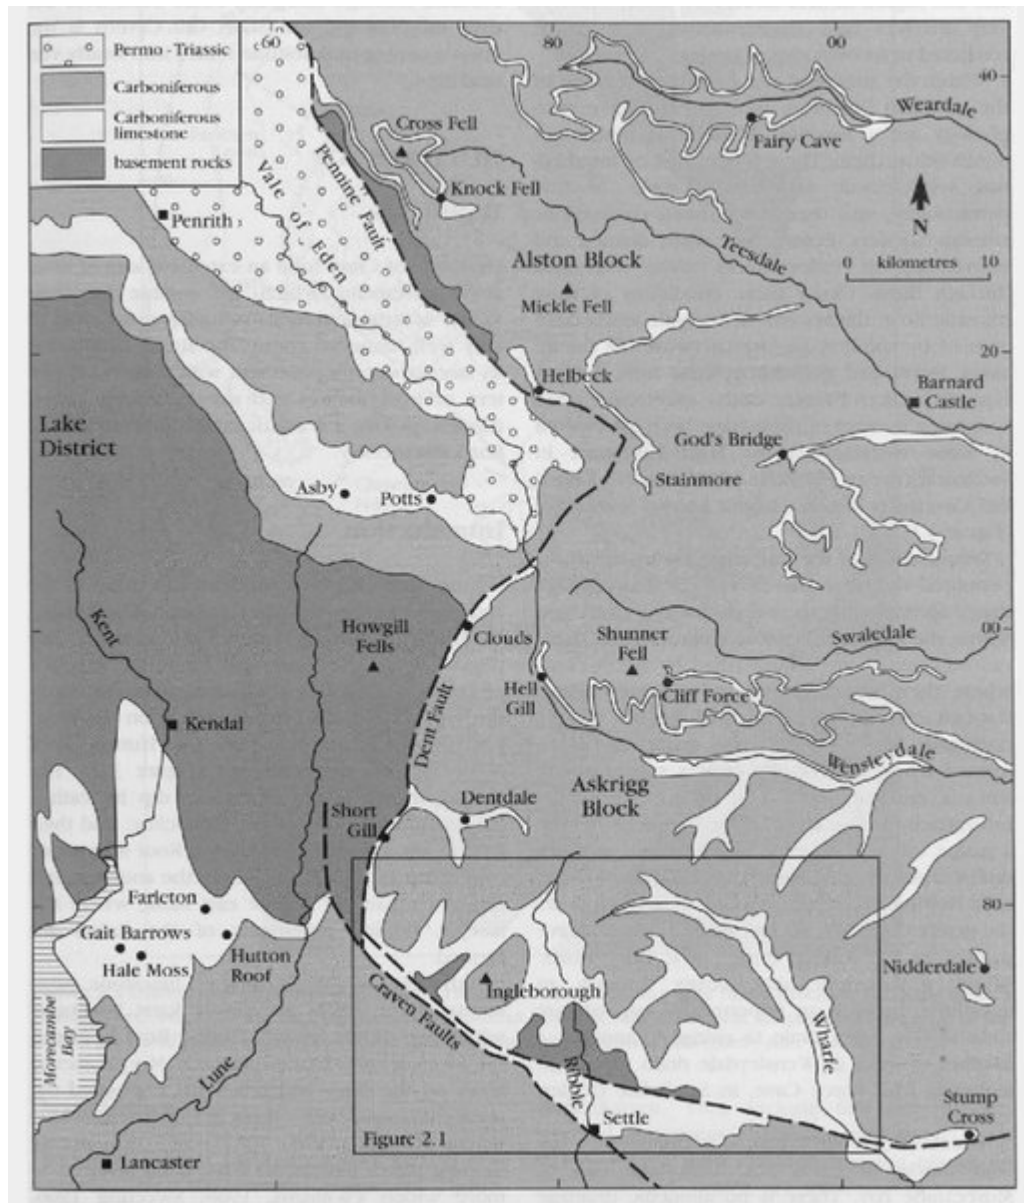 Permo - Triassic
Carboniferous
Carboniferous
limestone
basement rocks
60
80
00
40
Weardale
Cross Fell
Fairy Cave
Pennine Fault
Knock Fell
Vale of Eden
Penrith
N
Teesdale
Alston Block
0 kilometres 10
Mickle Fell
20
Helbeck
Barnard
Castle
Lake
District
God's Bridge
Stainmore
Asby
Potts
Kent
Howgill
Fells
Clouds
Shunner
Fell
Swaledale
00
Hell
Gill
Cliff Force
Kendal
Dent Fault
Wensleydale
Askrigg
Block
Short
Gill
Dentdale
Farleton
80
Gait Barrows
Hale Moss
Hutton
Roof
Nidderdale
Ingleborough
Craven Faults
Morecambe
Bay
Lune
Ribble
Wharfe
Settle
Stump
Cross
Figure 2.1
Lancaster